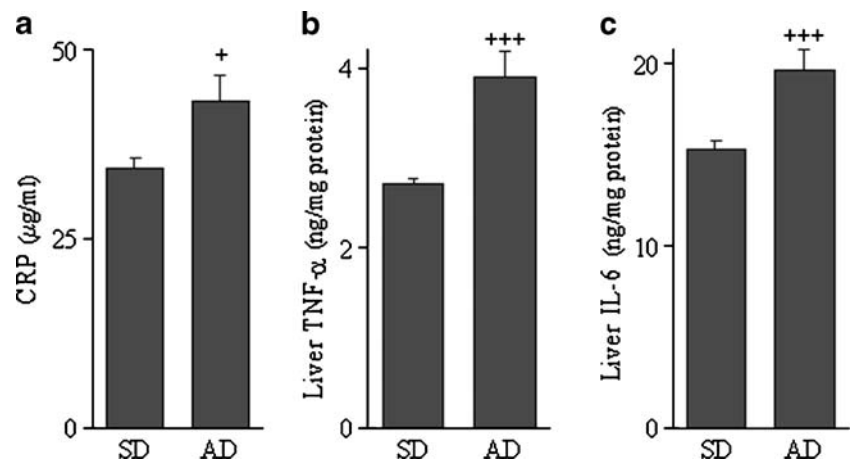 a
CRP (μg/ml)
50
25
0
+
SD AD
b
Liver TNF-α (ng/mg protein)
4
2
0
+++
SD AD
c
Liver IL-6 (ng/mg protein)
20
10
0
+++
SD AD